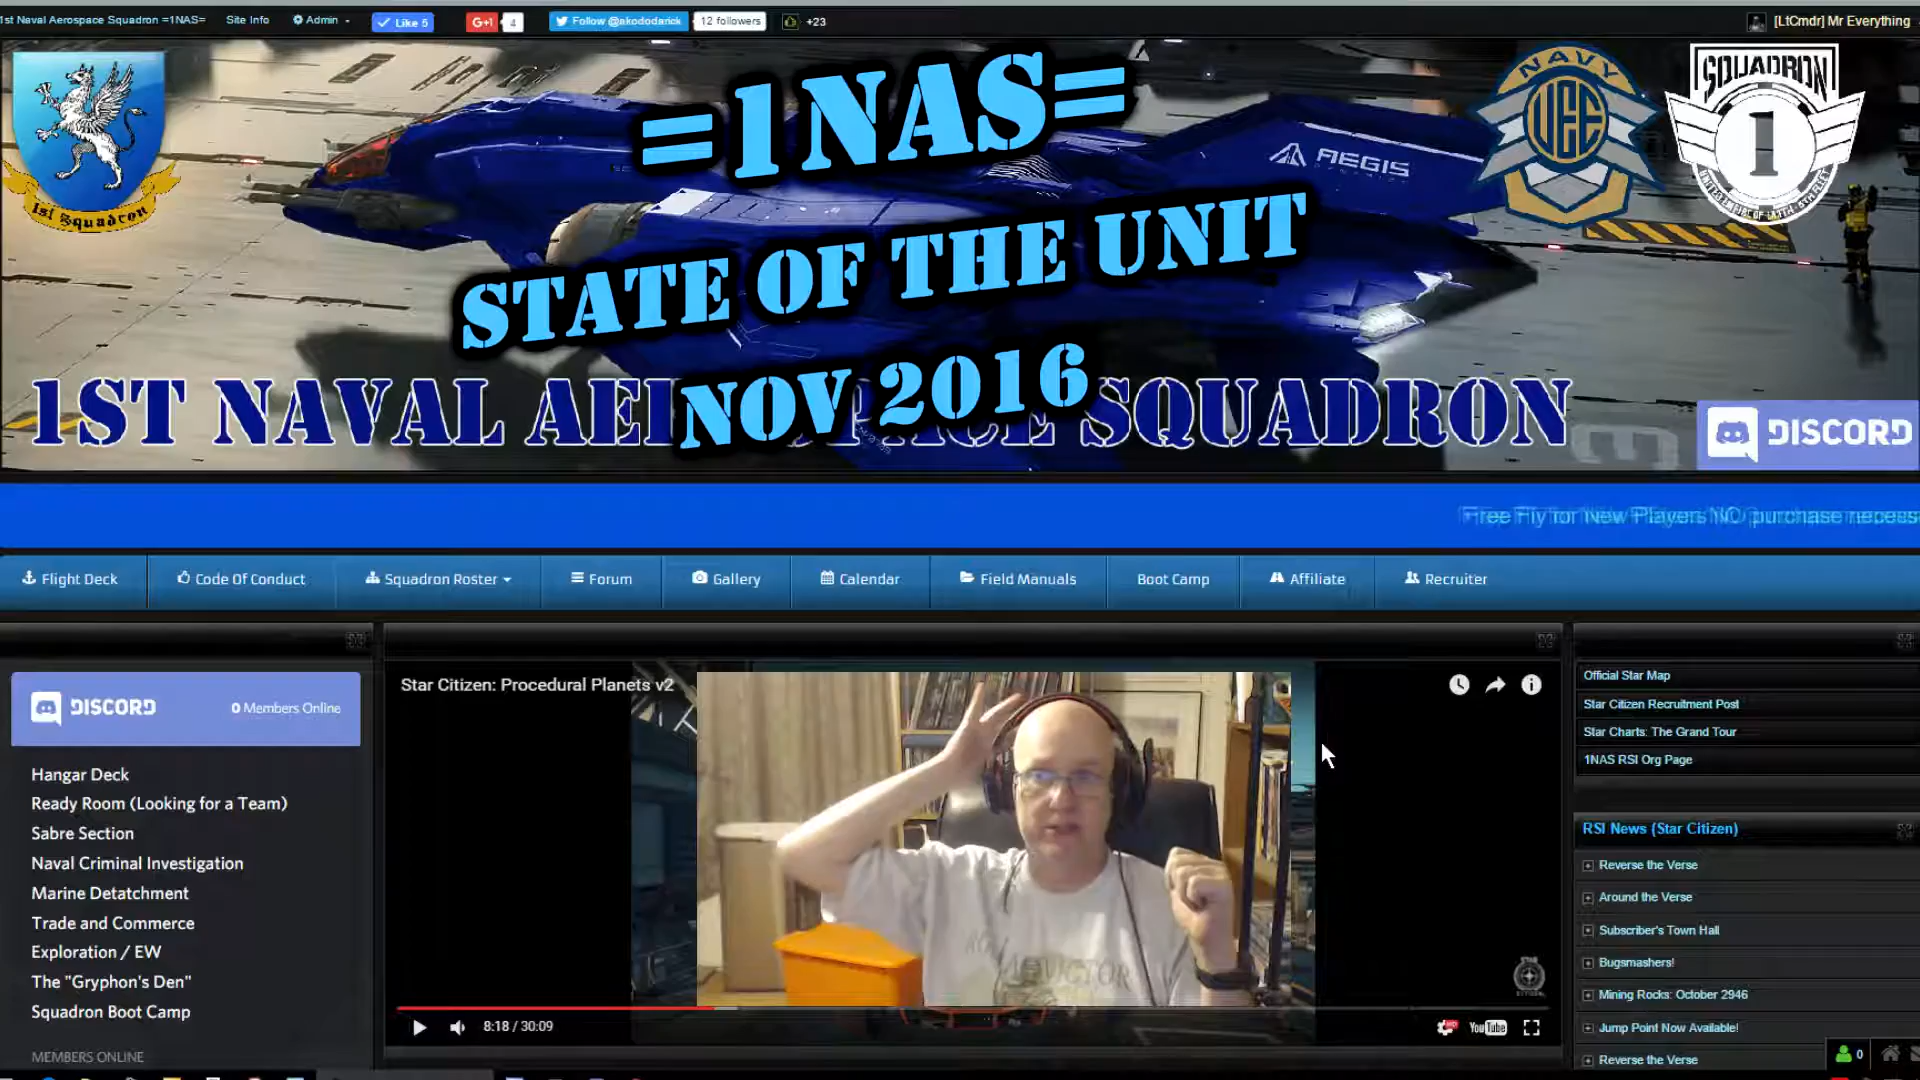 1st Naval Aerospace Squadron =1NAS=
Site Info
Admin
Like 5
G+1
4
Follow @akododarick
12 followers
+23
[LtCmdr] Mr Everything
=1NAS=
STATE OF THE UNIT
NOV 2016
1st Squadron
AEGIS
NAVY
UEE
SQUADRON
1
1ST NAVAL AE SQUADRON
DISCORD
Free Fly for New Players NO purchase necess
Flight Deck
Code Of Conduct
Squadron Roster
Forum
Gallery
Calendar
Field Manuals
Boot Camp
Affiliate
Recruiter
DISCORD
0 Members Online
Hangar Deck
Ready Room (Looking for a Team)
Sabre Section
Naval Criminal Investigation
Marine Detatchment
Trade and Commerce
Exploration / EW
The "Gryphon's Den"
Squadron Boot Camp
MEMBERS ONLINE
Star Citizen: Procedural Planets v2
8:18 / 30:09
YouTube
Official Star Map
Star Citizen Recruitment Post
Star Charts: The Grand Tour
1NAS RSI Org Page
RSI News (Star Citizen)
Reverse the Verse
Around the Verse
Subscriber's Town Hall
Bugsmashers!
Mining Rocks: October 2946
Jump Point Now Available!
Reverse the Verse
0